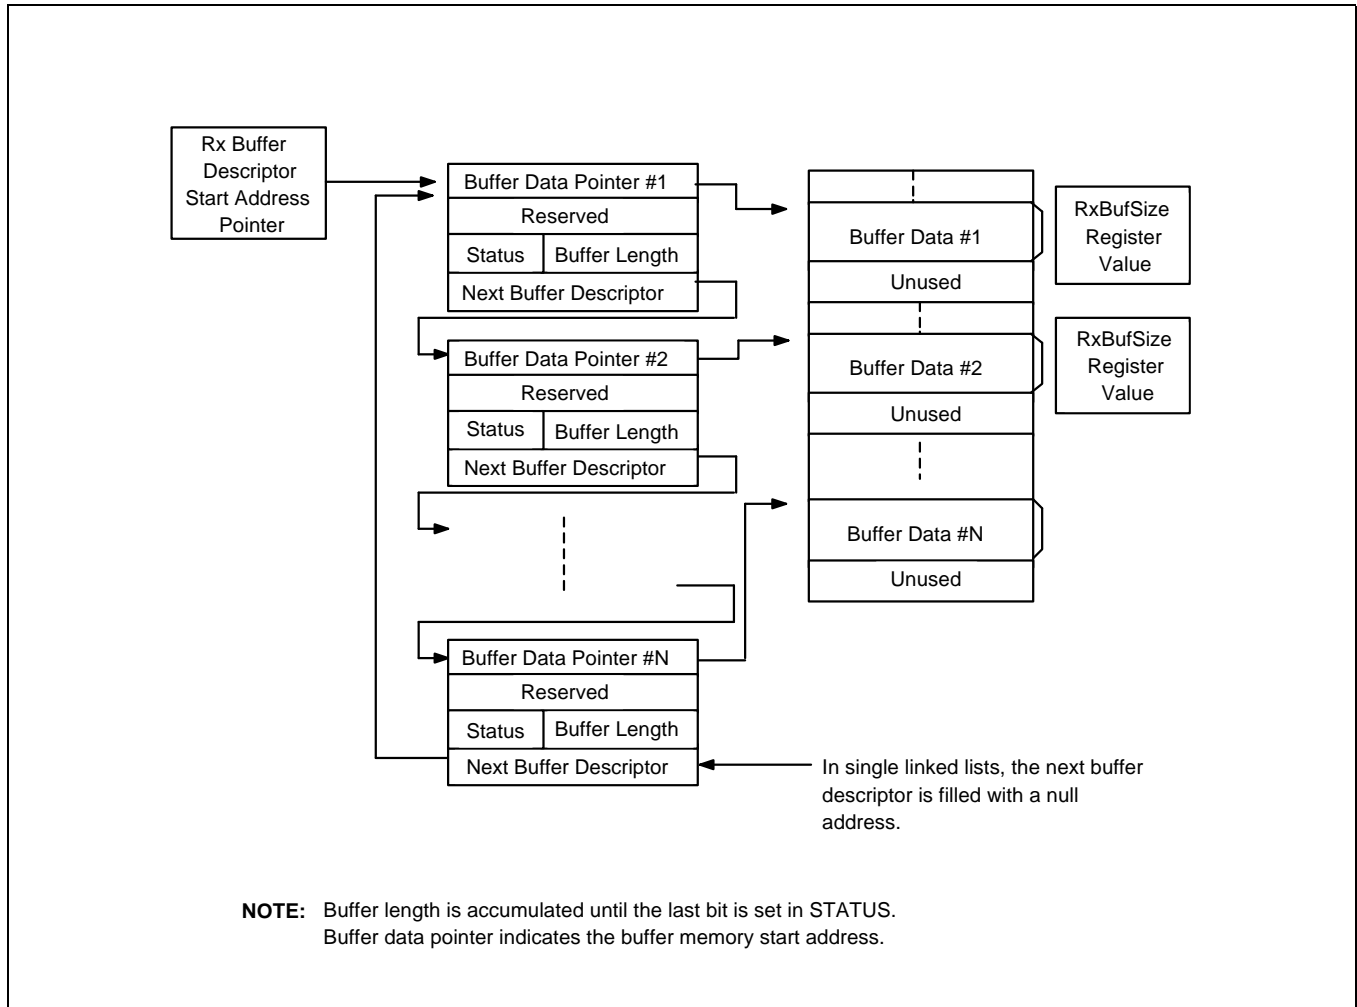 Rx Buffer
Descriptor
Start Address
Pointer
Buffer Data Pointer #1
Reserved
Status Buffer Length
Next Buffer Descriptor
Buffer Data Pointer #2
Reserved
Status Buffer Length
Next Buffer Descriptor
Buffer Data Pointer #N
Reserved
Status Buffer Length
Next Buffer Descriptor
Buffer Data #1
Unused
Buffer Data #2
Unused
Buffer Data #N
Unused
RxBufSize
Register
Value
RxBufSize
Register
Value
In single linked lists, the next buffer
descriptor is filled with a null
address.
NOTE: Buffer length is accumulated until the last bit is set in STATUS.
Buffer data pointer indicates the buffer memory start address.